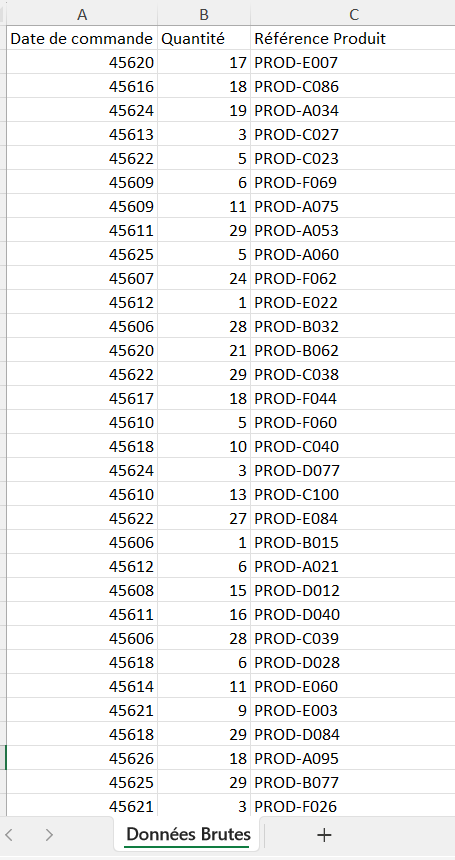 A B C
Date de commande Quantité Référence Produit
45620 17 PROD-E007
45616 18 PROD-C086
45624 19 PROD-A034
45613 3 PROD-C027
45622 5 PROD-C023
45609 6 PROD-F069
45609 11 PROD-A075
45611 29 PROD-A053
45625 5 PROD-A060
45607 24 PROD-F062
45612 1 PROD-E022
45606 28 PROD-B032
45620 21 PROD-B062
45622 29 PROD-C038
45617 18 PROD-F044
45610 5 PROD-F060
45618 10 PROD-C040
45624 3 PROD-D077
45610 13 PROD-C100
45622 27 PROD-E084
45606 1 PROD-B015
45612 6 PROD-A021
45608 15 PROD-D012
45611 16 PROD-D040
45606 28 PROD-C039
45618 6 PROD-D028
45614 11 PROD-E060
45621 9 PROD-E003
45618 29 PROD-D084
45626 18 PROD-A095
45625 29 PROD-B077
45621 3 PROD-F026
Données Brutes